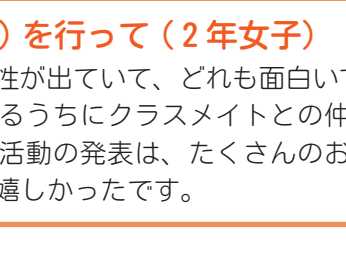 ）を行って（２年女子）
性が出ていて、どれも面白い
るうちにクラスメイトとの仲
活動の発表は、たくさんのお
嬉しかったです。